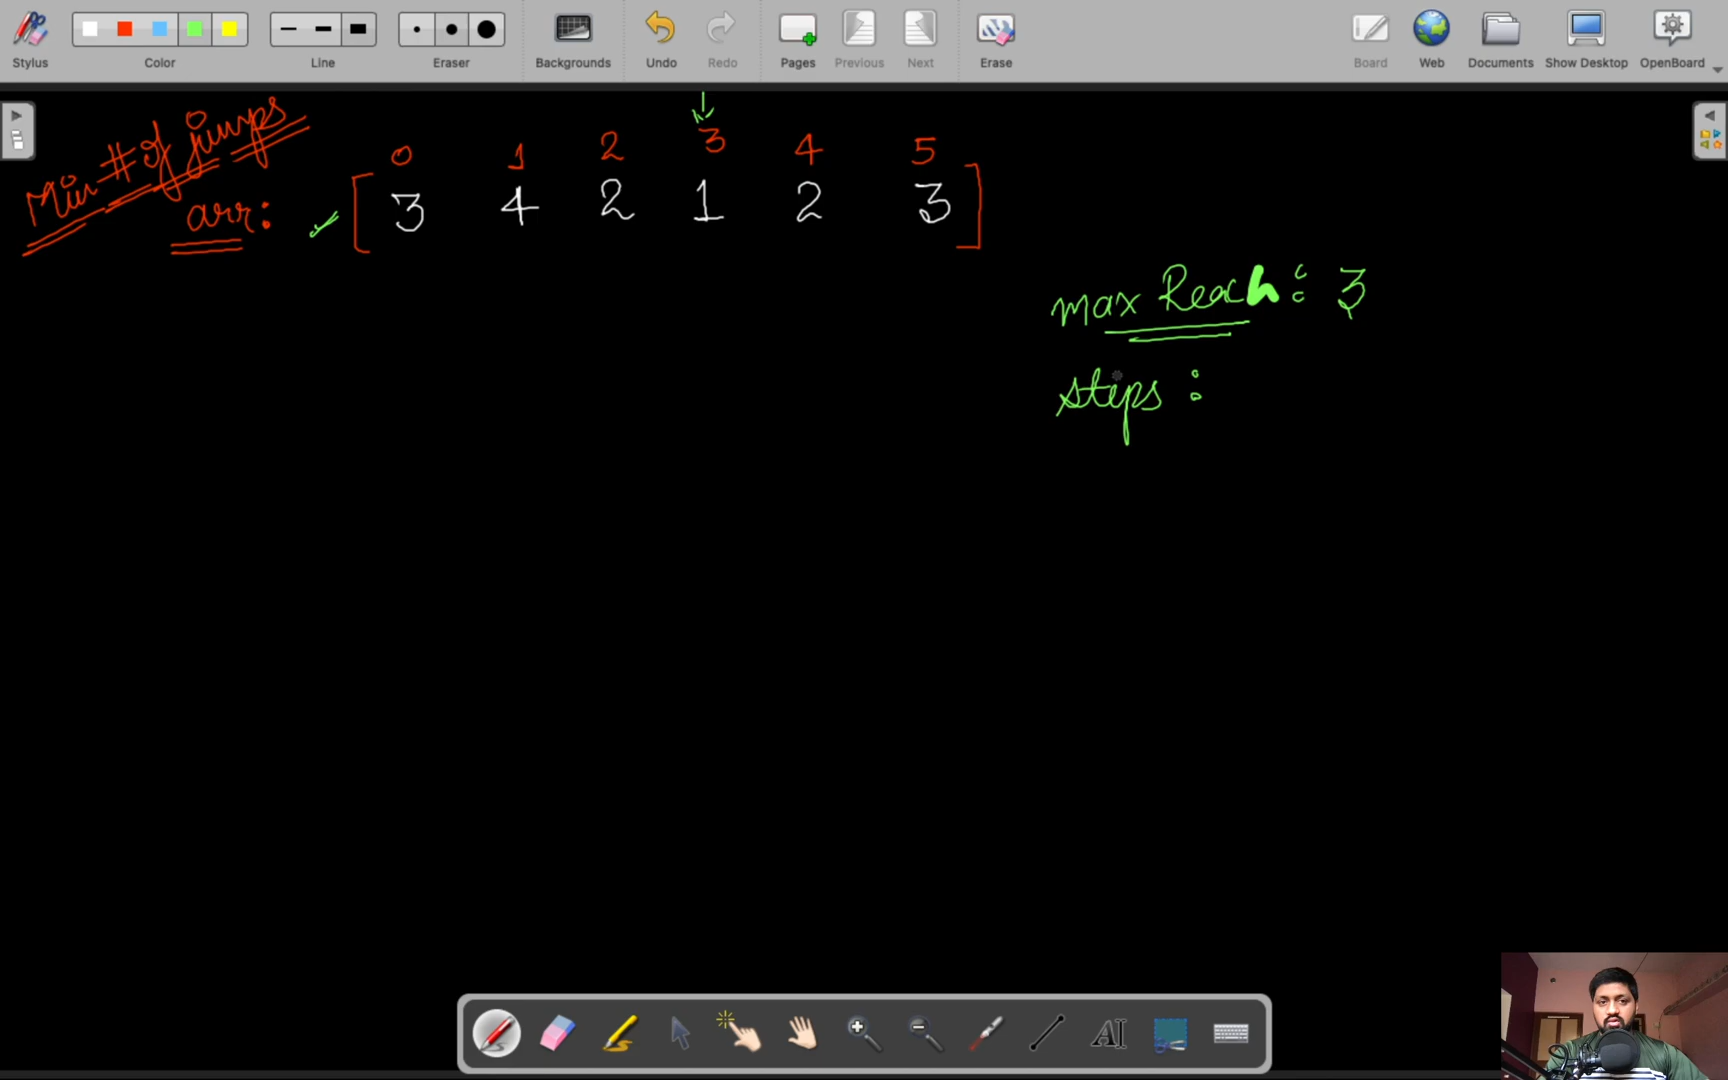 Stylus Color Line Eraser Backgrounds Undo Redo Pages Previous Next Erase Board Web Documents Show Desktop OpenBoard
Min # of jumps
0 1 2 3 4 5
arr: [ 3 4 2 1 2 3 ]
max Reach : 3
steps :
AI